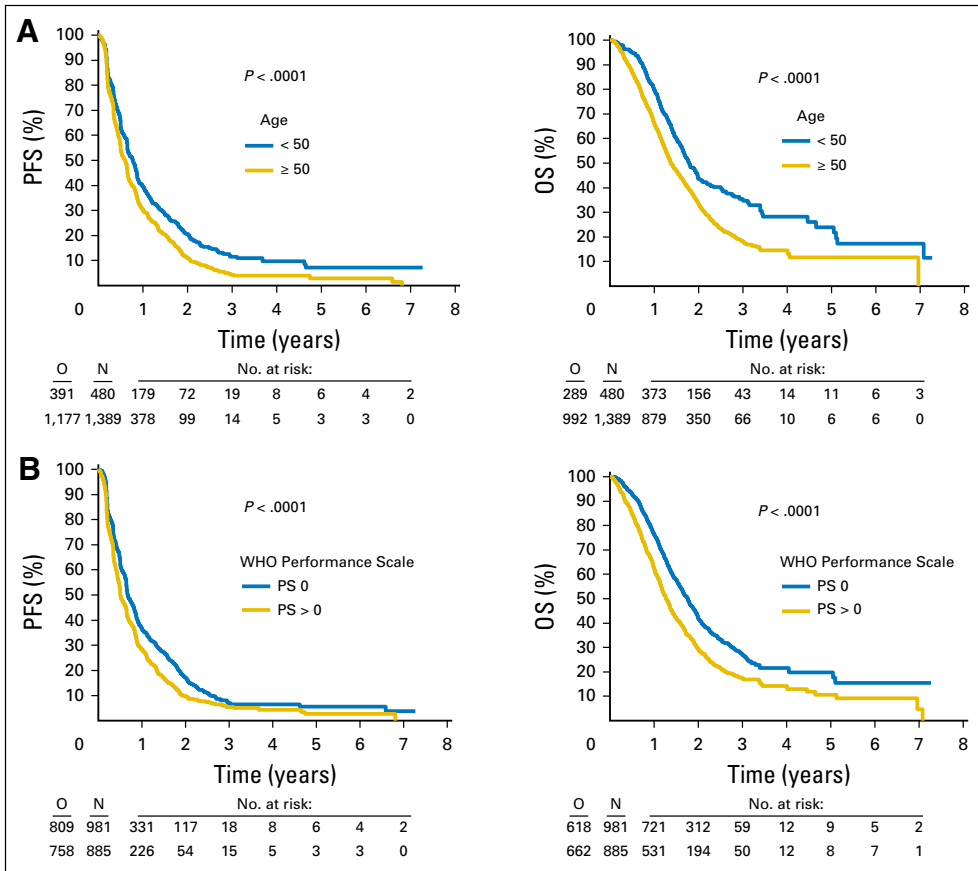 A
100
90
80
70
60
50
40
30
20
10
PFS (%)
P < .0001
Age
< 50
≥ 50
0 1 2 3 4 5 6 7 8
Time (years)
O N No. at risk:
391 480 179 72 19 8 6 4 2
1,177 1,389 378 99 14 5 3 3 0
100
90
80
70
60
50
40
30
20
10
OS (%)
P < .0001
Age
< 50
≥ 50
0 1 2 3 4 5 6 7 8
Time (years)
O N No. at risk:
289 480 373 156 43 14 11 6 3
992 1,389 879 350 66 10 6 6 0
B
100
90
80
70
60
50
40
30
20
10
PFS (%)
P < .0001
WHO Performance Scale
PS 0
PS > 0
0 1 2 3 4 5 6 7 8
Time (years)
O N No. at risk:
809 981 331 117 18 8 6 4 2
758 885 226 54 15 5 3 3 0
100
90
80
70
60
50
40
30
20
10
OS (%)
P < .0001
WHO Performance Scale
PS 0
PS > 0
0 1 2 3 4 5 6 7 8
Time (years)
O N No. at risk:
618 981 721 312 59 12 9 5 2
662 885 531 194 50 12 8 7 1